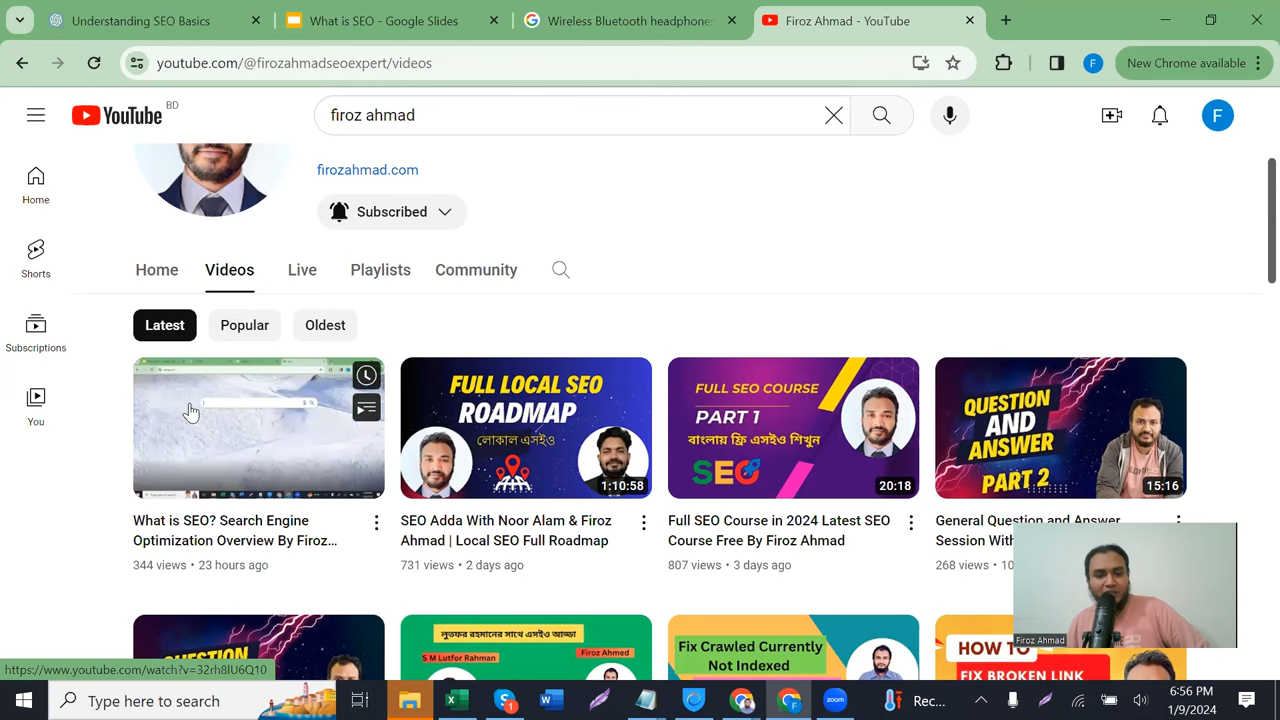 Understanding SEO Basics
What is SEO - Google Slides
Wireless Bluetooth headphone
Firoz Ahmad - YouTube
youtube.com/@firozahmadseoexpert/videos
F
New Chrome available
YouTube
BD
firoz ahmad
F
firozahmad.com
Subscribed
Home
Shorts
Subscriptions
You
Home Videos Live Playlists Community
Latest Popular Oldest
FULL LOCAL SEO
ROADMAP
লোকাল এসইও
1:10:58
FULL SEO COURSE
PART 1
বাংলায় ফ্রি এসইও শিখুন
SEO
20:18
QUESTION
AND
ANSWER
PART 2
15:16
What is SEO? Search Engine
Optimization Overview By Firoz...
344 views • 23 hours ago
SEO Adda With Noor Alam & Firoz
Ahmad | Local SEO Full Roadmap
731 views • 2 days ago
Full SEO Course in 2024 Latest SEO
Course Free By Firoz Ahmad
807 views • 3 days ago
General Question and Answer
Session With
268 views • 10
Firoz Ahmad
QUESTION
লুতফর রহমানের সাথে এসইও আড্ডা
S M Lutfor Rahman
Firoz Ahmed
Fix Crawled Currently
Not Indexed
HOW TO
FIX BROKEN LINK
https://www.youtube.com/watch?v=32rh8lU6Q10
Type here to search
1
F
zoom
Rec...
6:56 PM
1/9/2024